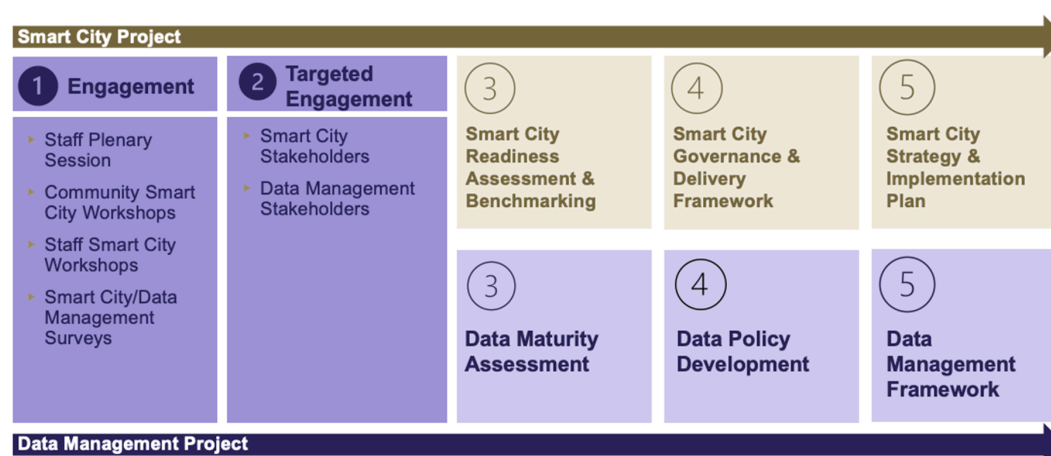 Smart City Project
1
Engagement
Staff Plenary
Session
Community Smart
City Workshops
Staff Smart City
Workshops
Smart City/Data
Management
Surveys
2
Targeted
Engagement
Smart City
Stakeholders
Data Management
Stakeholders
3
Smart City
Readiness
Assessment &
Benchmarking
4
Smart City
Governance &
Delivery
Framework
5
Smart City
Strategy &
Implementation
Plan
3
Data Maturity
Assessment
4
Data Policy
Development
5
Data
Management
Framework
Data Management Project